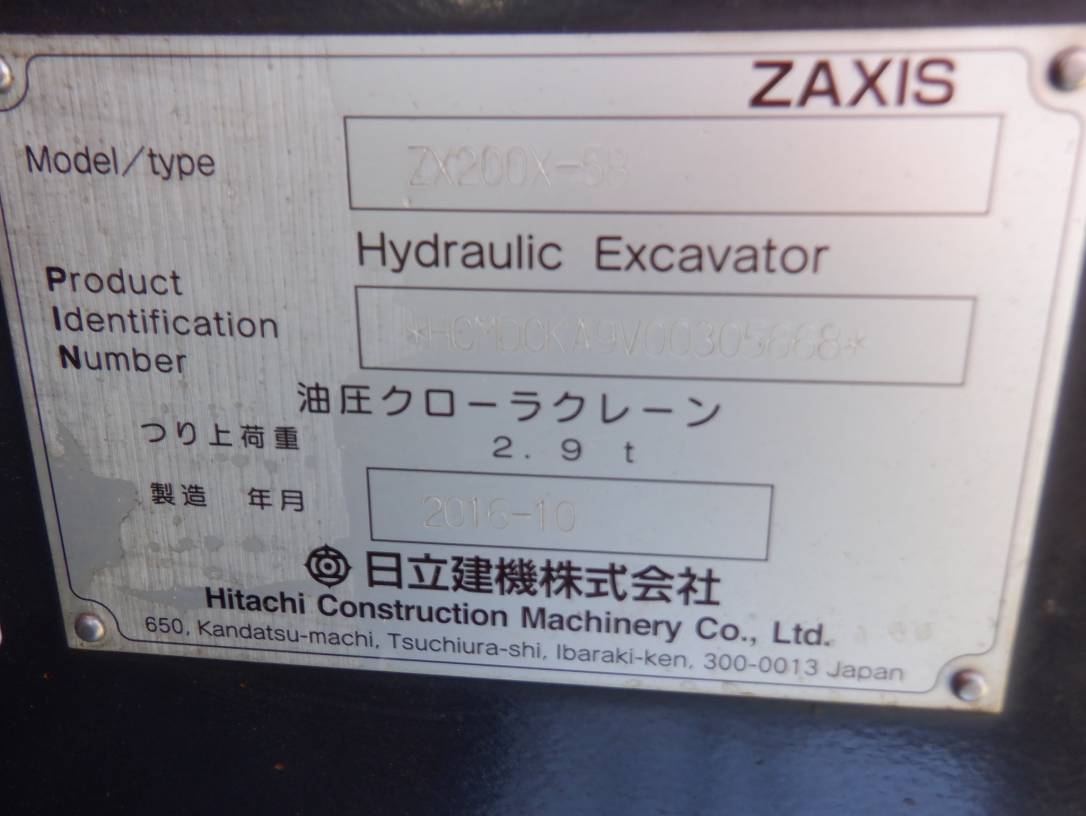 ZAXIS
Model/type ZX200X-5B
Hydraulic Excavator
Product
Identification
Number
油圧クローラクレーン
つり上荷重 2.9 t
製造 年月 2016-10
日立建機株式会社
Hitachi Construction Machinery Co., Ltd.
650, Kandatsu-machi, Tsuchiura-shi, Ibaraki-ken, 300-0013 Japan